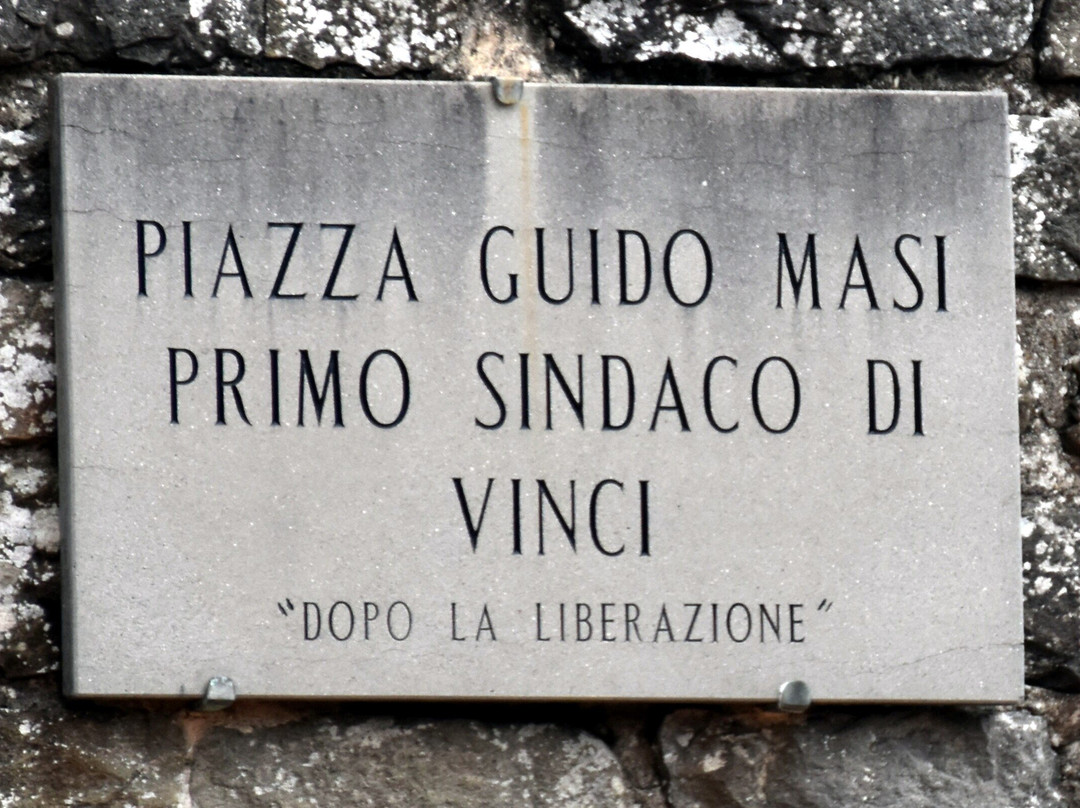 PIAZZA GUIDO MASI
PRIMO SINDACO DI
VINCI
"DOPO LA LIBERAZIONE"